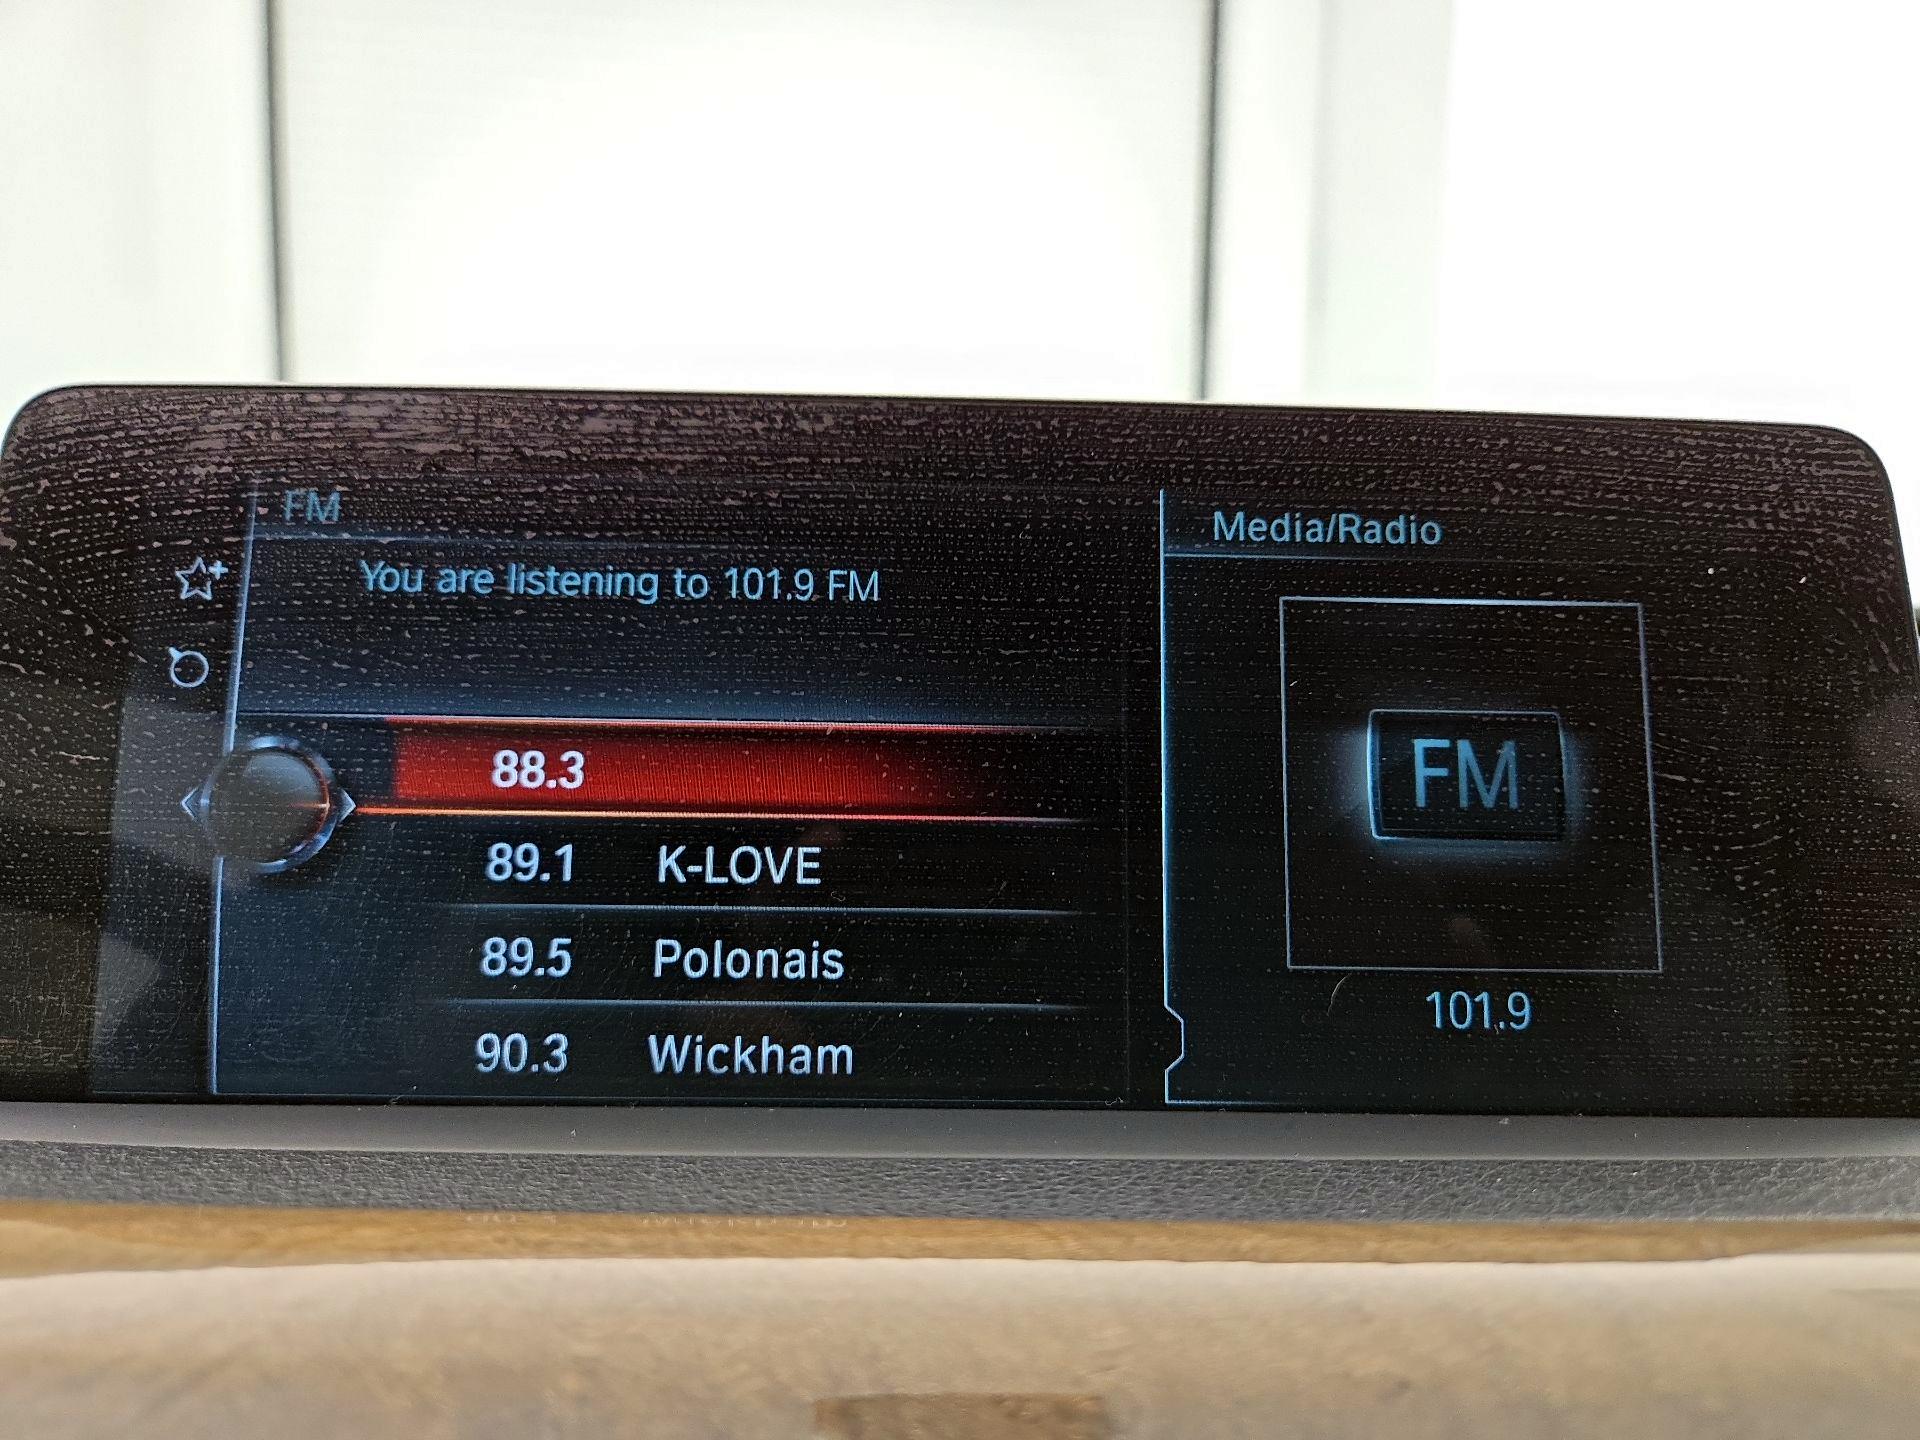 FM
You are listening to 101.9 FM
88.3
89.1 K-LOVE
89.5 Polonais
90.3 Wickham
Media/Radio
FM
101.9